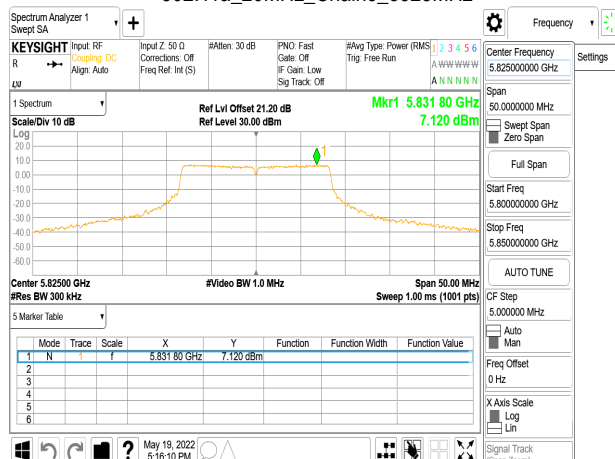 Spectrum Analyzer 1
Swept SA
Frequency
KEYSIGHT
R
LXI
Input: RF
Coupling: DC
Align: Auto
Input Z: 50 Ω
Corrections: Off
Freq Ref: Int (S)
#Atten: 30 dB
PNO: Fast
Gate: Off
IF Gain: Low
Sig Track: Off
#Avg Type: Power (RMS
Trig: Free Run
1 2 3 4 5 6
A W W W W W
A N N N N N
Center Frequency
5.825000000 GHz
Settings
1 Spectrum
Scale/Div 10 dB
Ref Lvl Offset 21.20 dB
Ref Level 30.00 dBm
Mkr1 5.831 80 GHz
7.120 dBm
Span
50.0000000 MHz
Swept Span
Zero Span
Log
20.0
10.0
0.00
-10.0
-20.0
-30.0
-40.0
-50.0
-60.0
1
Full Span
Start Freq
5.800000000 GHz
Stop Freq
5.850000000 GHz
AUTO TUNE
Center 5.82500 GHz
#Res BW 300 kHz
#Video BW 1.0 MHz
Span 50.00 MHz
Sweep 1.00 ms (1001 pts)
CF Step
5.000000 MHz
Auto
Man
5 Marker Table
Mode Trace Scale X Y Function Function Width Function Value
1 N 1 f 5.831 80 GHz 7.120 dBm
2
3
4
5
6
Freq Offset
0 Hz
X Axis Scale
Log
Lin
Signal Track
?
May 19, 2022
5:16:10 PM